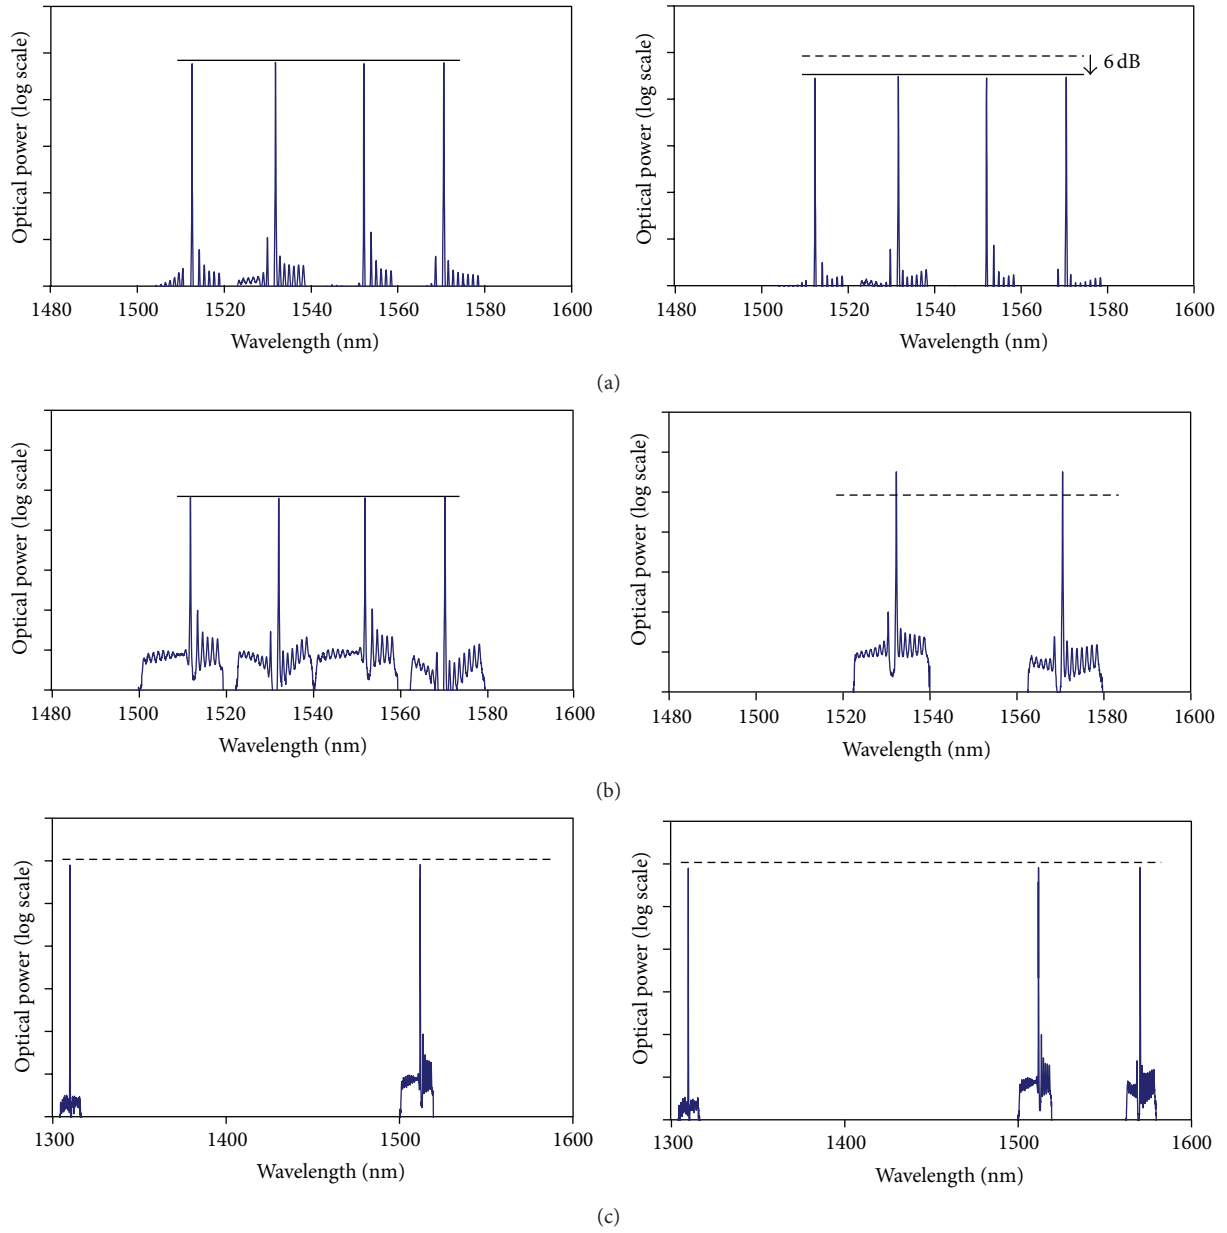 Optical power (log scale)
1480 1500 1520 1540 1560 1580 1600
Wavelength (nm)
Optical power (log scale)
6 dB
1480 1500 1520 1540 1560 1580 1600
Wavelength (nm)
(a)
Optical power (log scale)
1480 1500 1520 1540 1560 1580 1600
Wavelength (nm)
Optical power (log scale)
1480 1500 1520 1540 1560 1580 1600
Wavelength (nm)
(b)
Optical power (log scale)
1300 1400 1500 1600
Wavelength (nm)
Optical power (log scale)
1300 1400 1500 1600
Wavelength (nm)
(c)